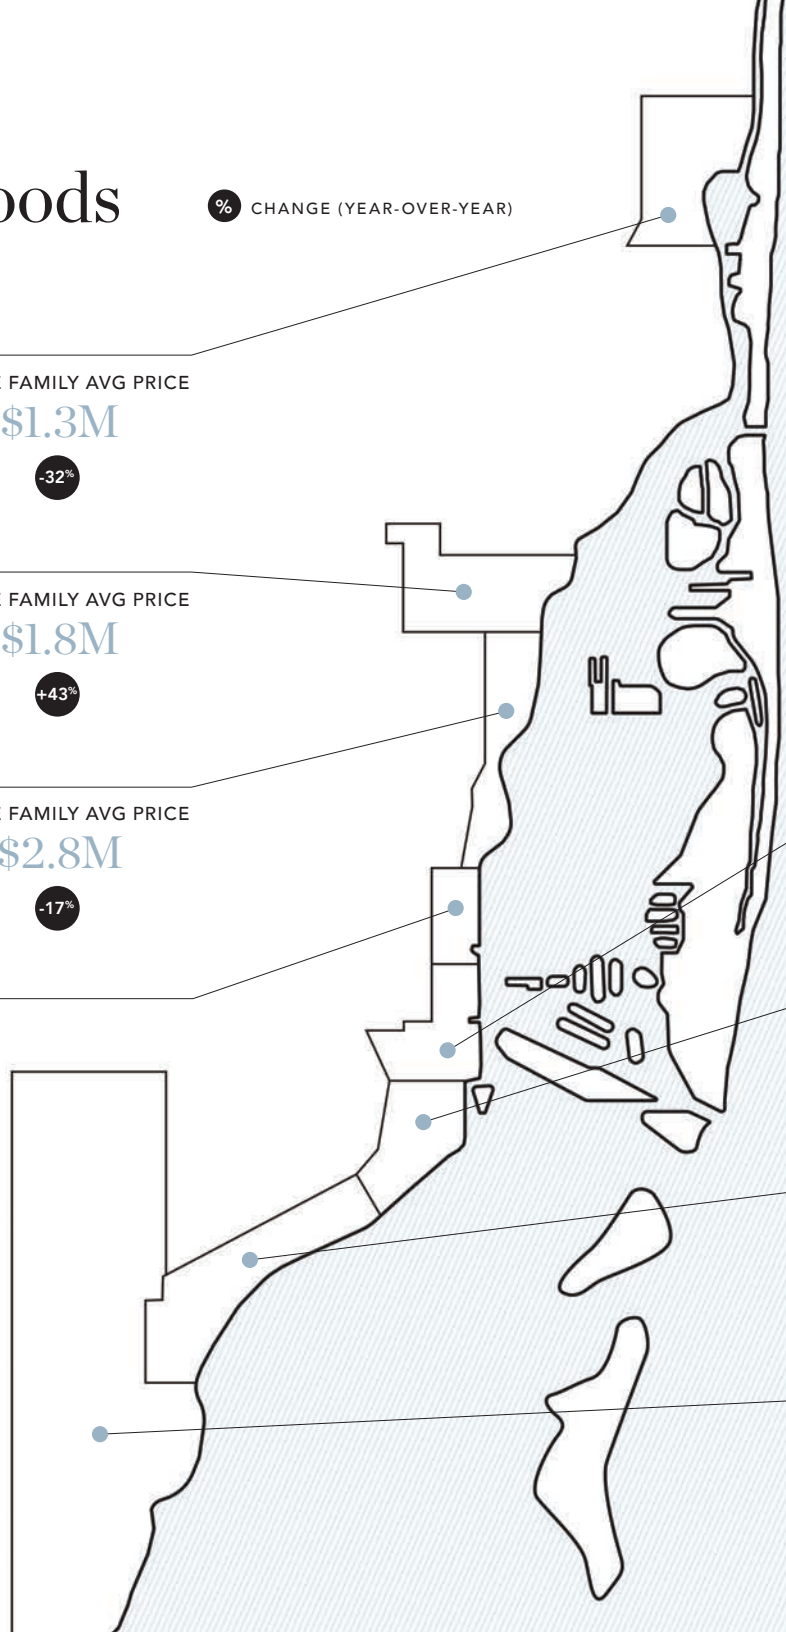 oods
% CHANGE (YEAR-OVER-YEAR)
FAMILY AVG PRICE
$1.3M
-32%
FAMILY AVG PRICE
$1.8M
+43%
FAMILY AVG PRICE
$2.8M
-17%